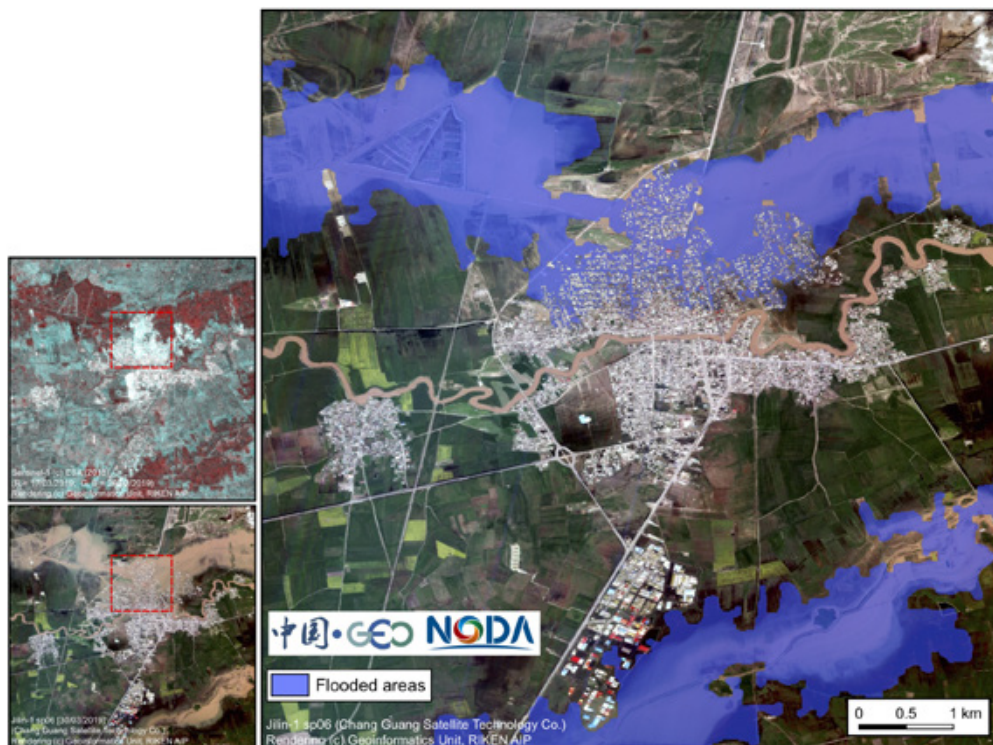 Sentinel-1 (c) ESA
Rendering (c) Geoinformatics Unit, RIKEN AIP
Jilin-1 sp06 [30/03/2019]
(Chang Guang Satellite Technology Co.)
Rendering (c) Geoinformatics Unit, RIKEN AIP
中国·GEO NODA
Flooded areas
Jilin-1 sp06 (Chang Guang Satellite Technology Co.)
Rendering (c) Geoinformatics Unit, RIKEN AIP
0 0.5 1 km